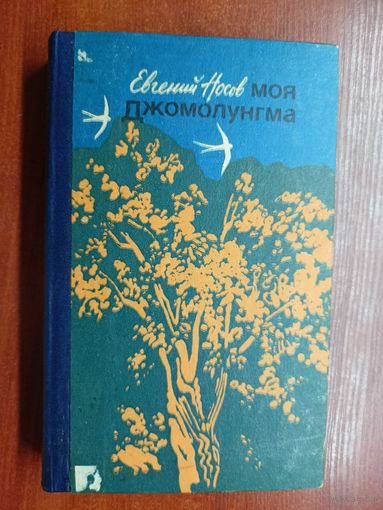 Евгений Носов моя
джомолунгма